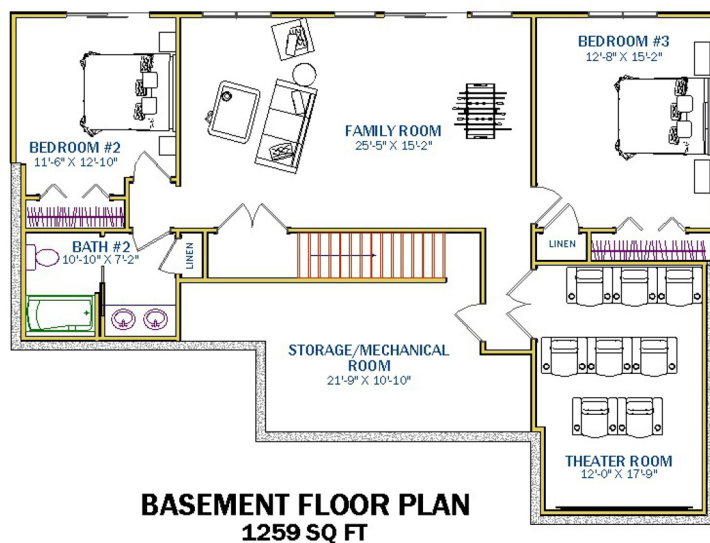 BEDROOM #3
12'-8" X 15'-2"
FAMILY ROOM
25'-5" X 15'-2"
BEDROOM #2
11'-6" X 12'-10"
BATH #2
10'-10" X 7'-2"
LINEN
LINEN
STORAGE/MECHANICAL
ROOM
21'-9" X 10'-10"
THEATER ROOM
12'-0" X 17'-9"
BASEMENT FLOOR PLAN
1259 SQ FT